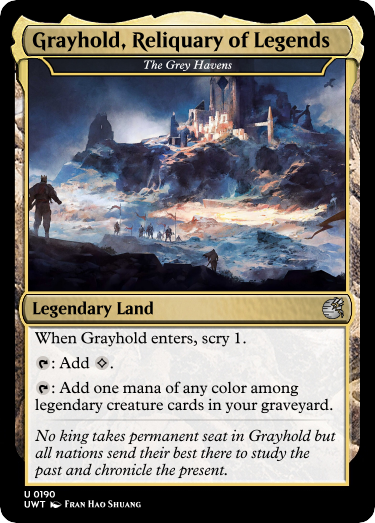 Grayhold, Reliquary of Legends
The Grey Havens
Legendary Land
When Grayhold enters, scry 1.
: Add .
: Add one mana of any color among
legendary creature cards in your graveyard.
No king takes permanent seat in Grayhold but
all nations send their best there to study the
past and chronicle the present.
U 0190
UWT Fran Hao Shuang